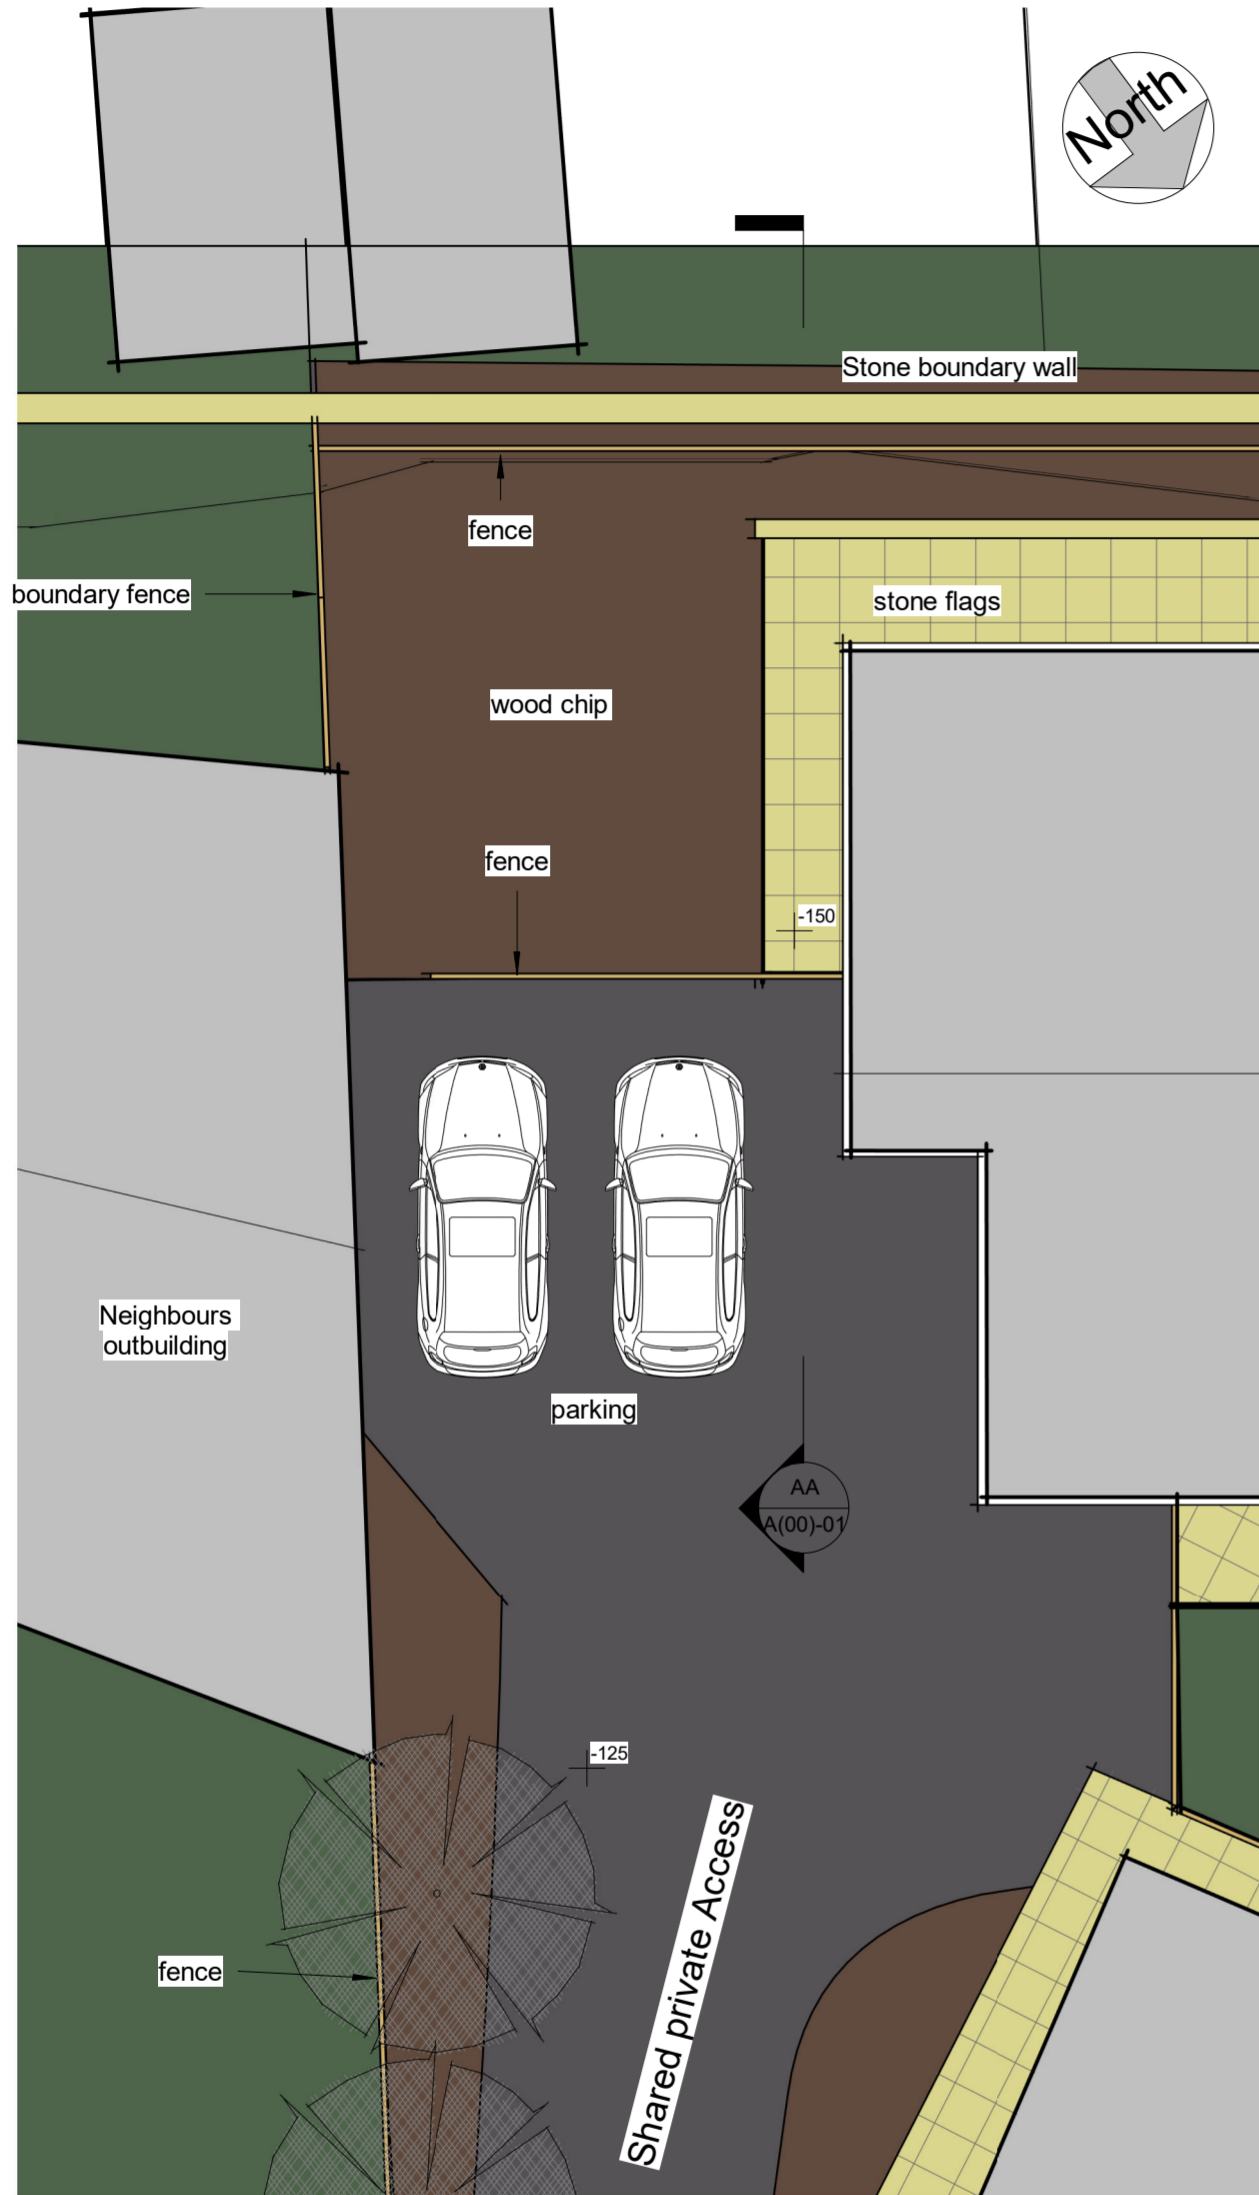 North
Stone boundary wall
fence
boundary fence
stone flags
wood chip
fence
-150
Neighbours
outbuilding
parking
AA
A(00)-01
-125
Shared private Access
fence